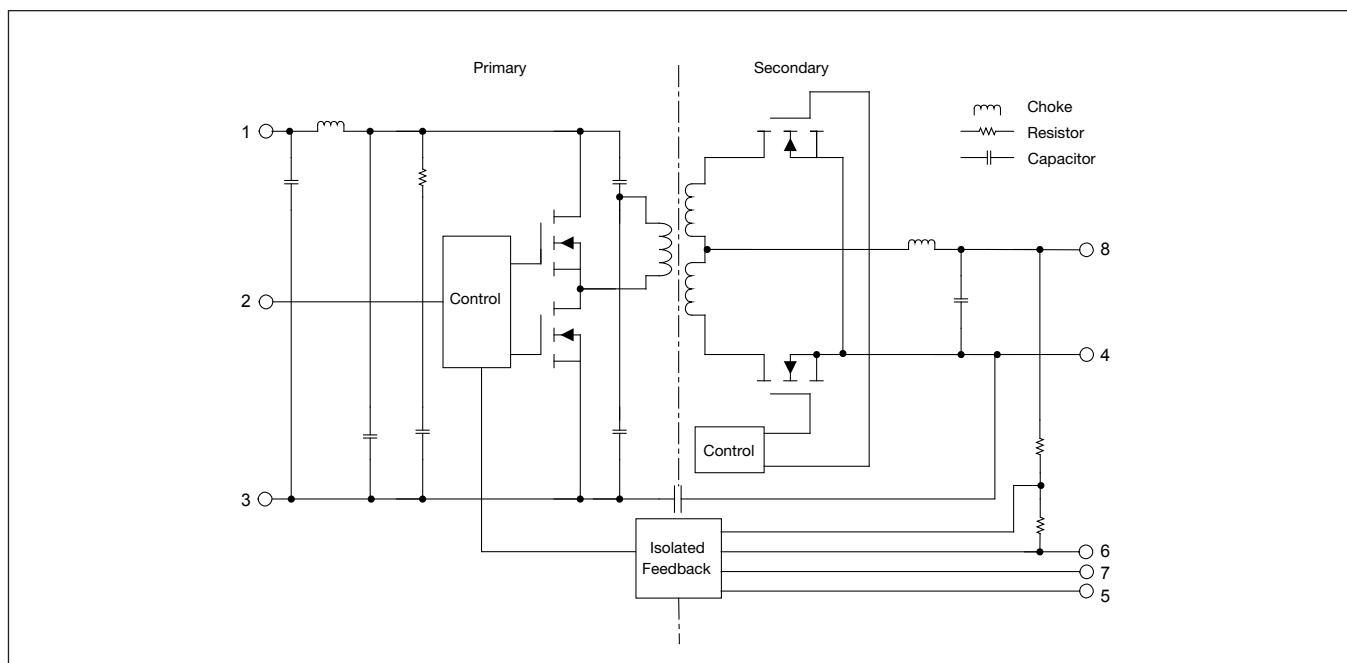 Primary
Secondary
Choke
Resistor
Capacitor
1
8
2
Control
4
Control
3
Isolated
Feedback
6
7
5